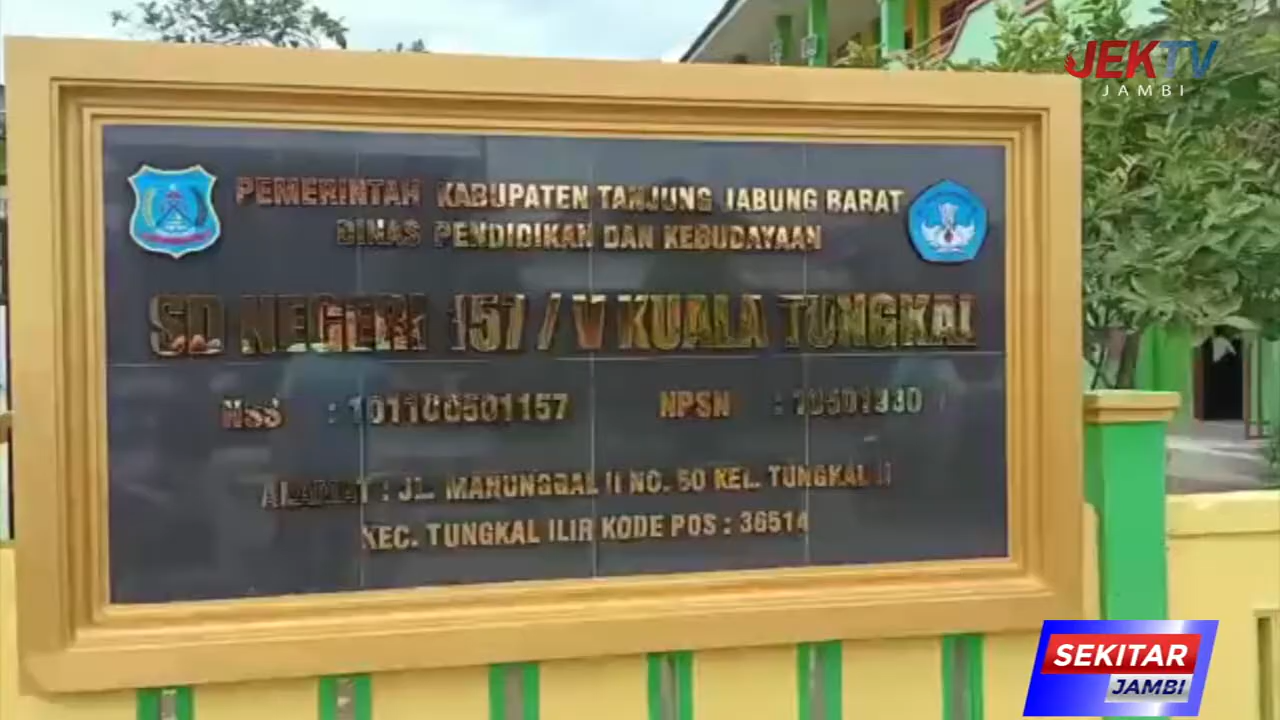 JEKTV
JAMBI
PEMERINTAH KABUPATEN TANJUNG JABUNG BARAT
DINAS PENDIDIKAN DAN KEBUDAYAAN
SD NEGERI 157 / V KUALA TUNGKAL
NSS : 101100501157 NPSN :
ALAMAT : JL. MANUNGGAL II NO. 60 KEL. TUNGKAL II
KEC. TUNGKAL ILIR KODE POS : 36514
SEKITAR
JAMBI